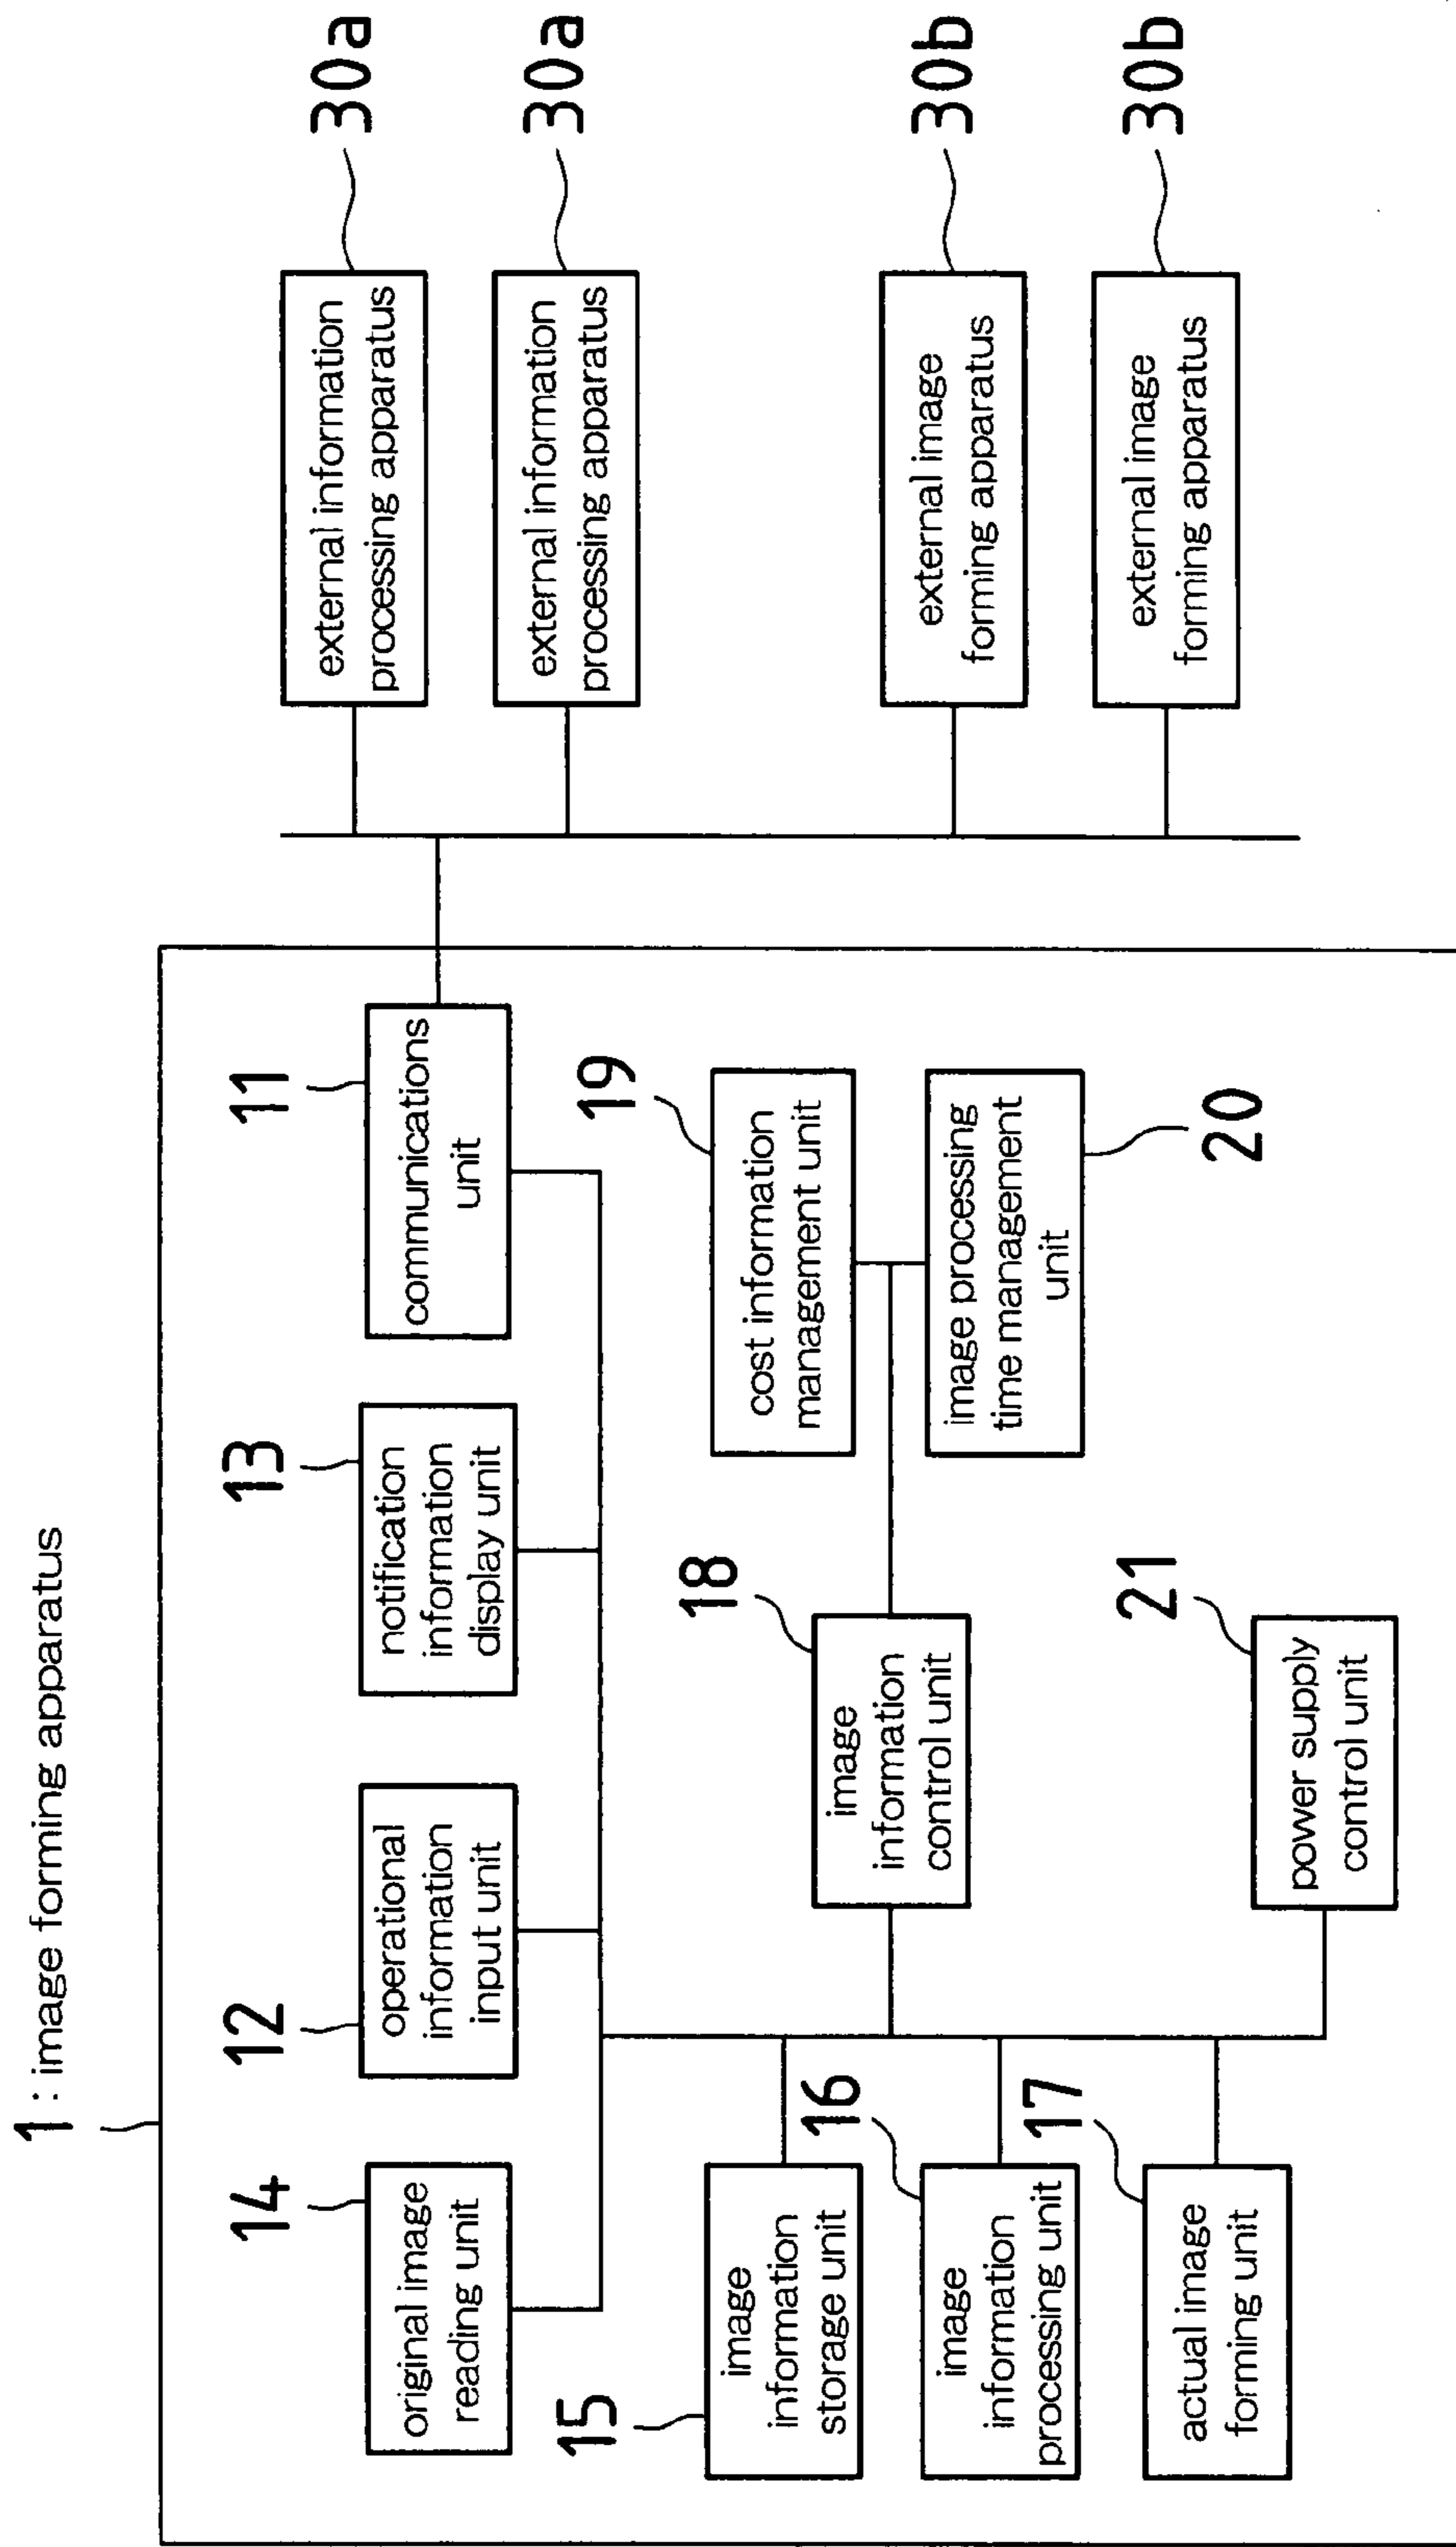 1 : image forming apparatus
14
original image
reading unit
12
operational
information
input unit
13
notification
information
display unit
11
communications
unit
15
image
information
storage unit
16
image
information
processing unit
17
actual image
forming unit
18
image
information
control unit
19
cost information
management unit
image processing
time management
unit
20
21
power supply
control unit
external information
processing apparatus
30a
external information
processing apparatus
30a
external image
forming apparatus
30b
external image
forming apparatus
30b